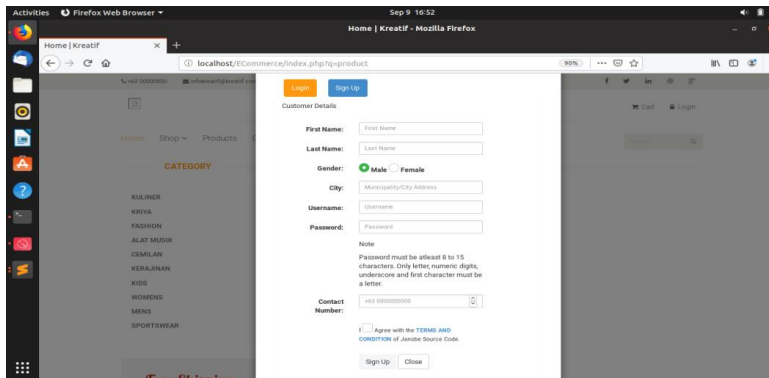 Activities Firefox Web Browser Sep 9 16:52
Home | Kreatif - Mozilla Firefox
Home | Kreatif
localhost/ECommerce/index.php?q=product 90%
Login Sign Up
Customer Details
Cart Login
Home Shop Products
Search
CATEGORY
KULINER
KRIYA
FASHION
ALAT MUSIK
CEMILAN
KERAJINAN
KIDS
WOMENS
MENS
SPORTSWEAR
First Name: First Name
Last Name: Last Name
Gender: Male Female
City: Municipality/City Address
Username: Username
Password: Password
Note
Password must be atleast 8 to 15
characters. Only letter, numeric digits,
underscore and first character must be
a letter.
Contact
Number:
+63 0000000000
I Agree with the TERMS AND
CONDITION of Janobe Source Code.
Sign Up Close